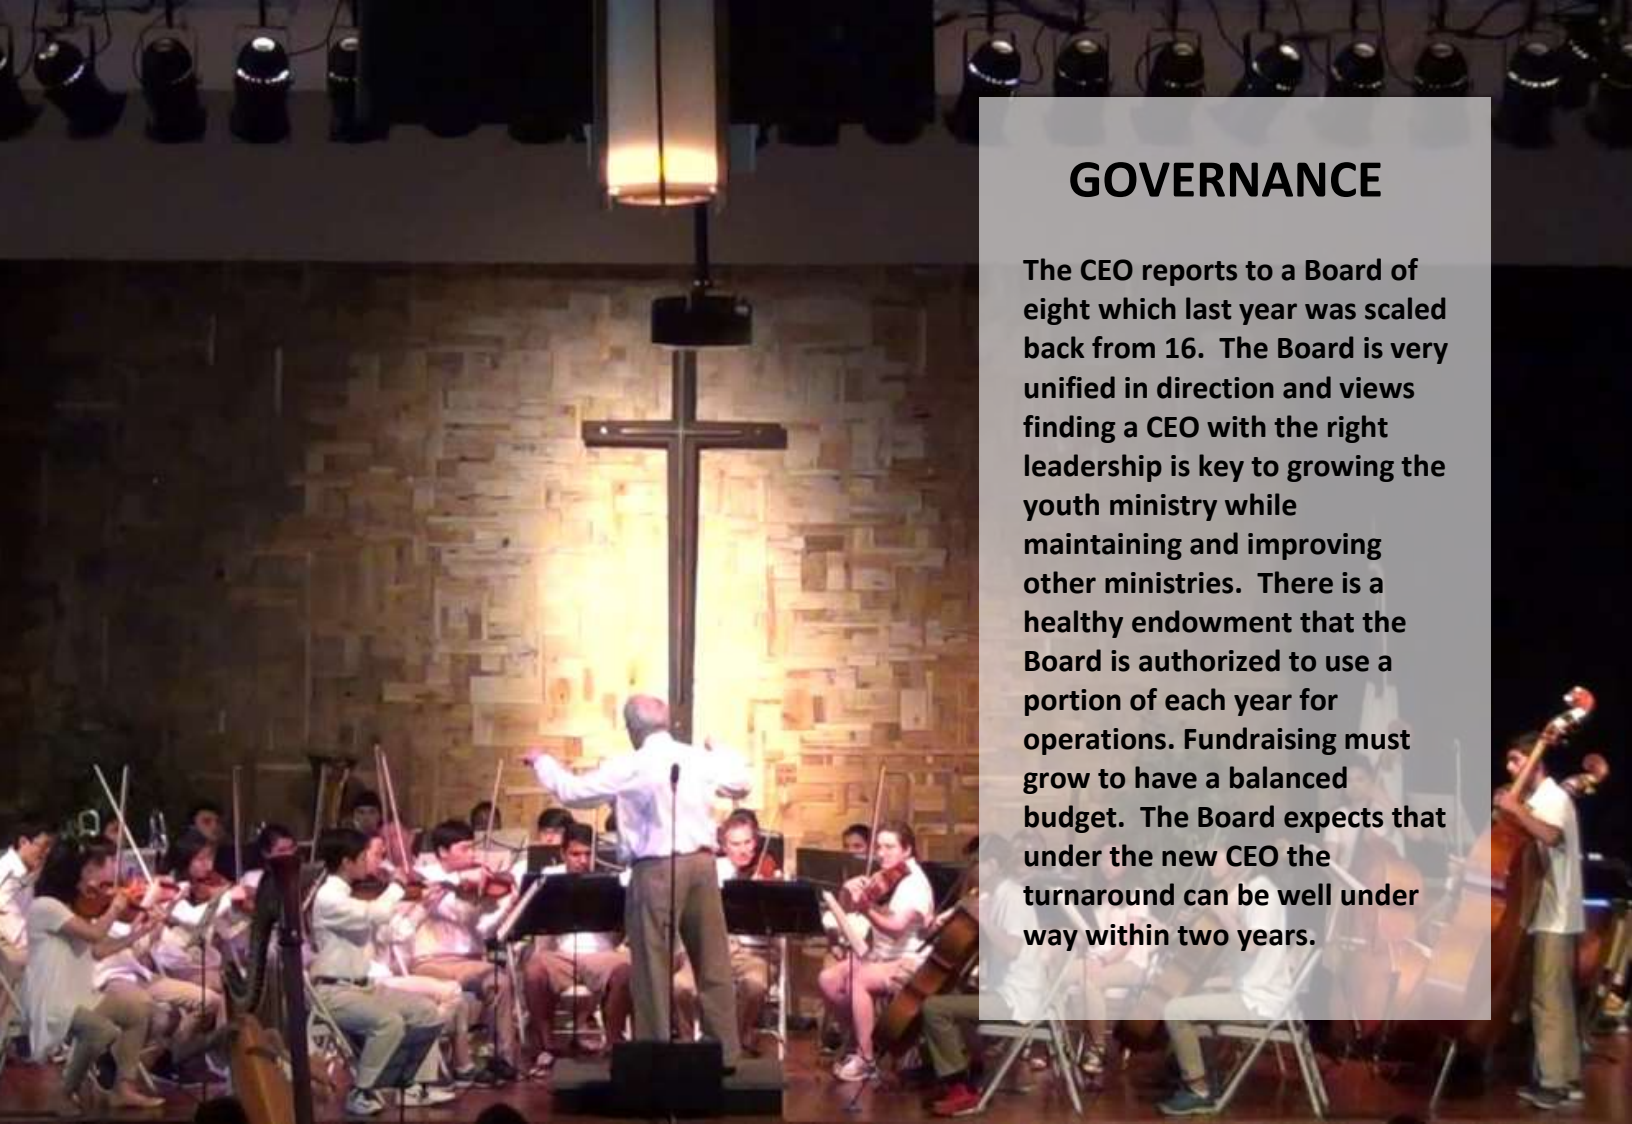 GOVERNANCE
The CEO reports to a Board of
eight which last year was scaled
back from 16.  The Board is very
unified in direction and views
finding a CEO with the right
leadership is key to growing the
youth ministry while
maintaining and improving
other ministries.  There is a
healthy endowment that the
Board is authorized to use a
portion of each year for
operations. Fundraising must
grow to have a balanced
budget.  The Board expects that
under the new CEO the
turnaround can be well under
way within two years.